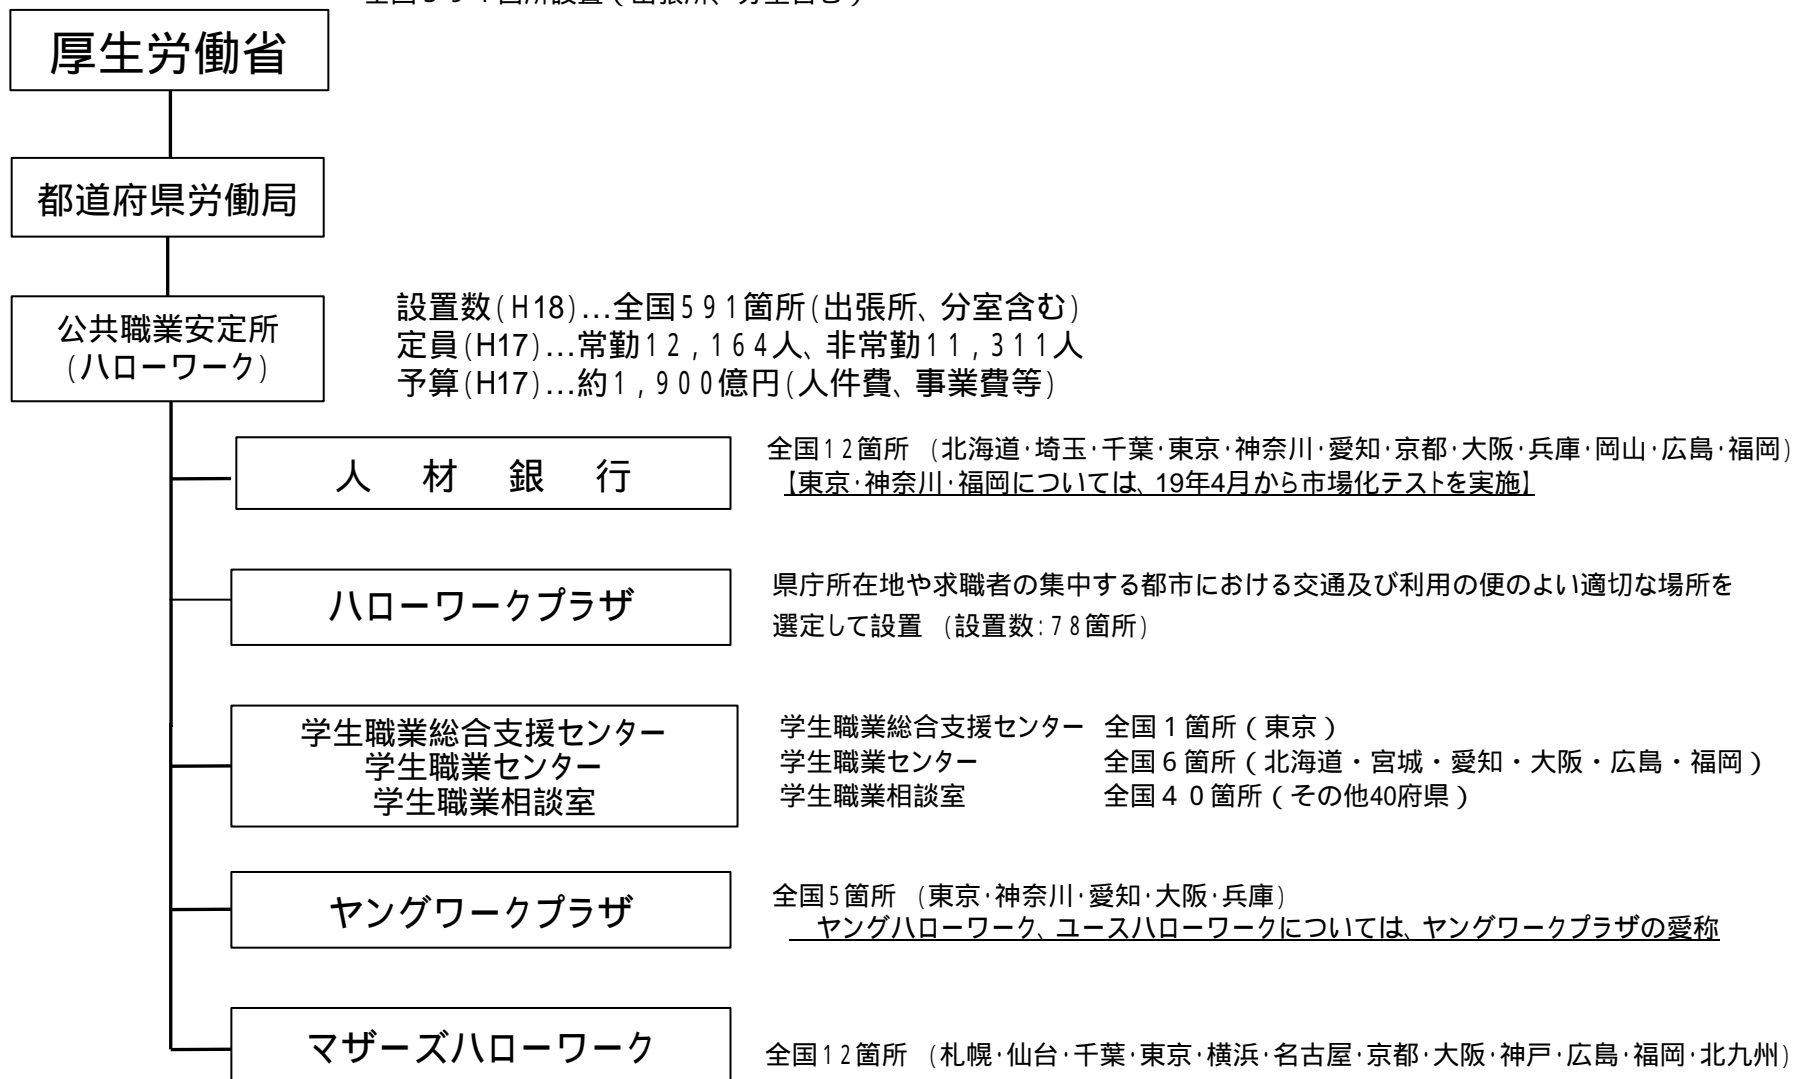 厚生労働省
都道府県労働局
公共職業安定所
(ハローワーク)
設置数(H18)…全国591箇所(出張所、分室含む)
定員(H17)…常勤12,164人、非常勤11,311人
予算(H17)…約1,900億円(人件費、事業費等)
人 材 銀 行
全国12箇所 (北海道・埼玉・千葉・東京・神奈川・愛知・京都・大阪・兵庫・岡山・広島・福岡)
【東京・神奈川・福岡については、19年4月から市場化テストを実施】
ハローワークプラザ
県庁所在地や求職者の集中する都市における交通及び利用の便のよい適切な場所を
選定して設置 (設置数:78箇所)
学生職業総合支援センター
学生職業センター
学生職業相談室
学生職業総合支援センター 全国1箇所(東京)
学生職業センター 全国6箇所(北海道・宮城・愛知・大阪・広島・福岡)
学生職業相談室 全国40箇所(その他40府県)
ヤングワークプラザ
全国5箇所 (東京・神奈川・愛知・大阪・兵庫)
ヤングハローワーク、ユースハローワークについては、ヤングワークプラザの愛称
マザーズハローワーク
全国12箇所 (札幌・仙台・千葉・東京・横浜・名古屋・京都・大阪・神戸・広島・福岡・北九州)